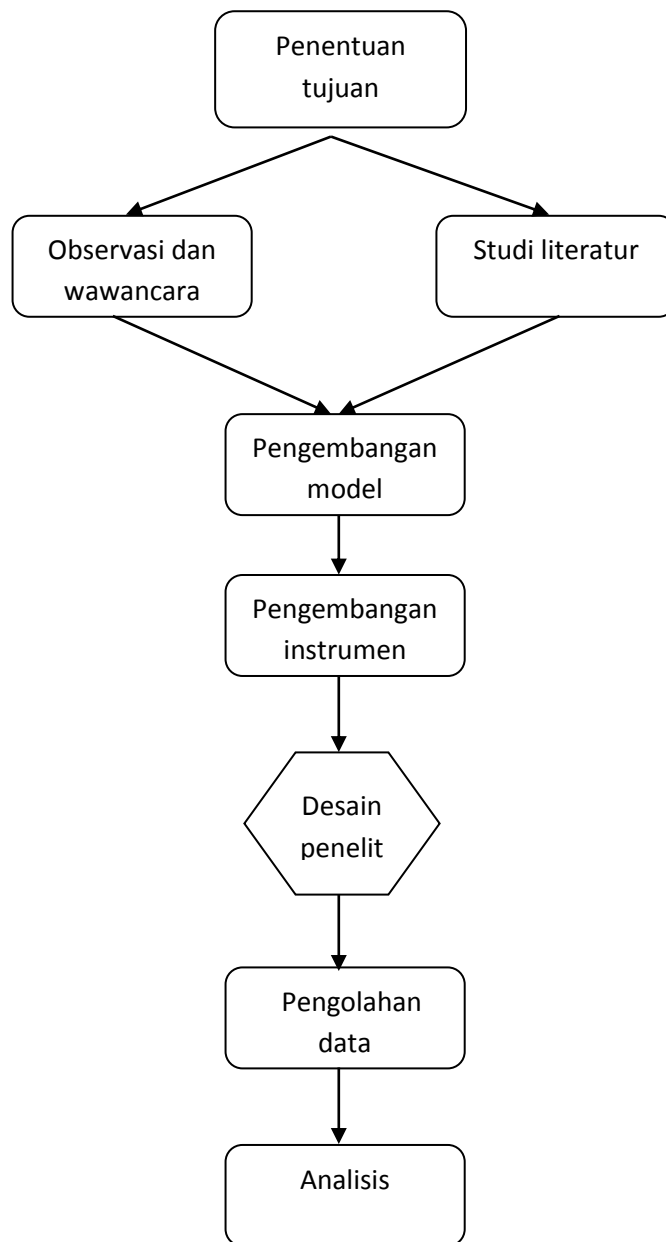 Penentuan
tujuan
Observasi dan
wawancara
Studi literatur
Pengembangan
model
Pengembangan
instrumen
Desain
penelit
Pengolahan
data
Analisis